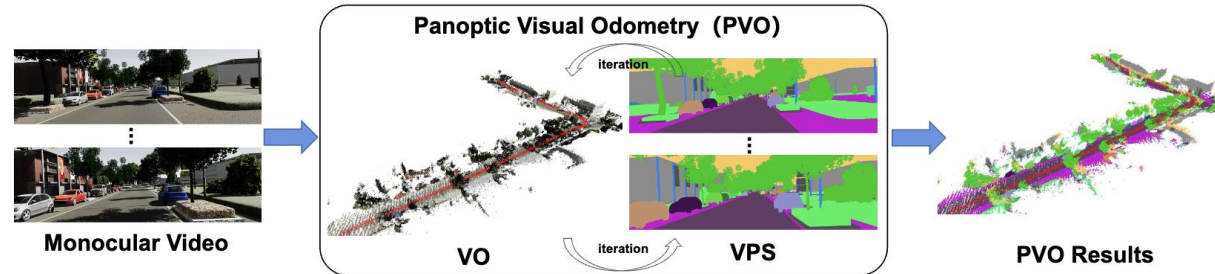 Panoptic Visual Odometry（PVO）
iteration
iteration
Monocular Video
VO
VPS
PVO Results